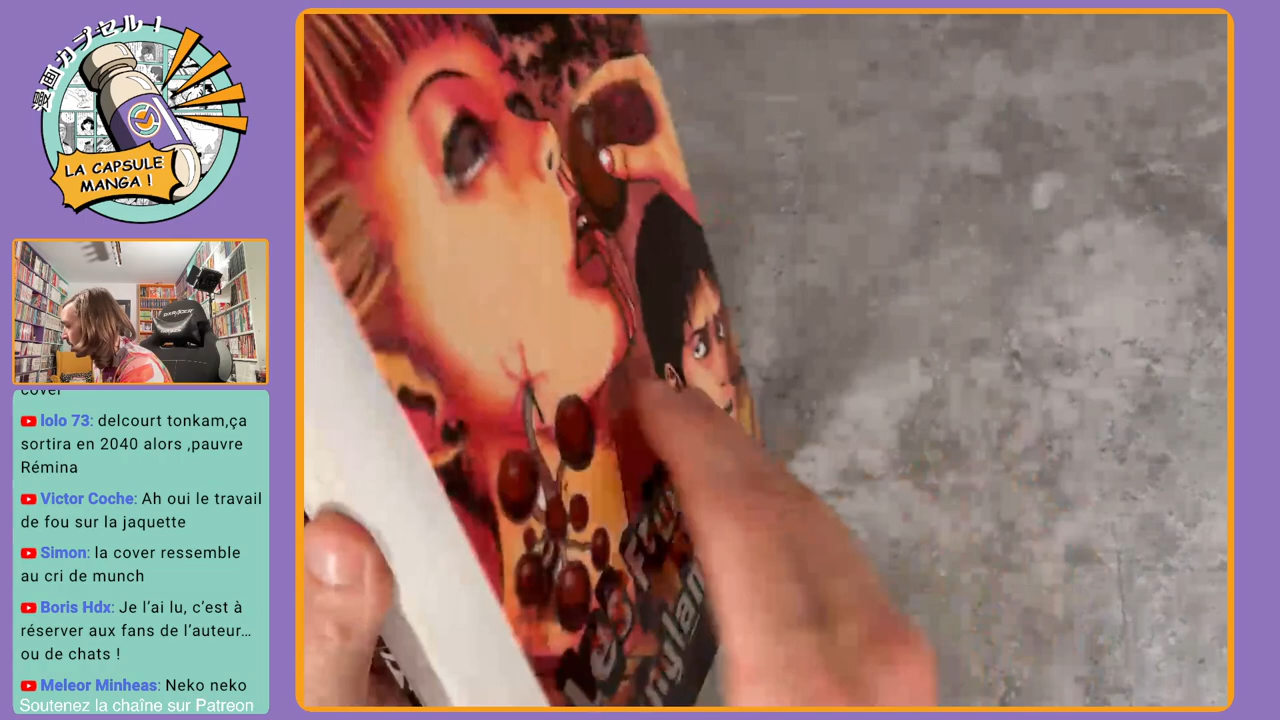 漫画カプセル!
LA CAPSULE
MANGA !
cover
lolo 73: delcourt tonkam,ça
sortira en 2040 alors ,pauvre
Rémina
Victor Coche: Ah oui le travail
de fou sur la jaquette
Simon: la cover ressemble
au cri de munch
Boris Hdx: Je l’ai lu, c’est à
réserver aux fans de l’auteur…
ou de chats !
Meleor Minheas: Neko neko
Soutenez la chaîne sur Patreon
Les